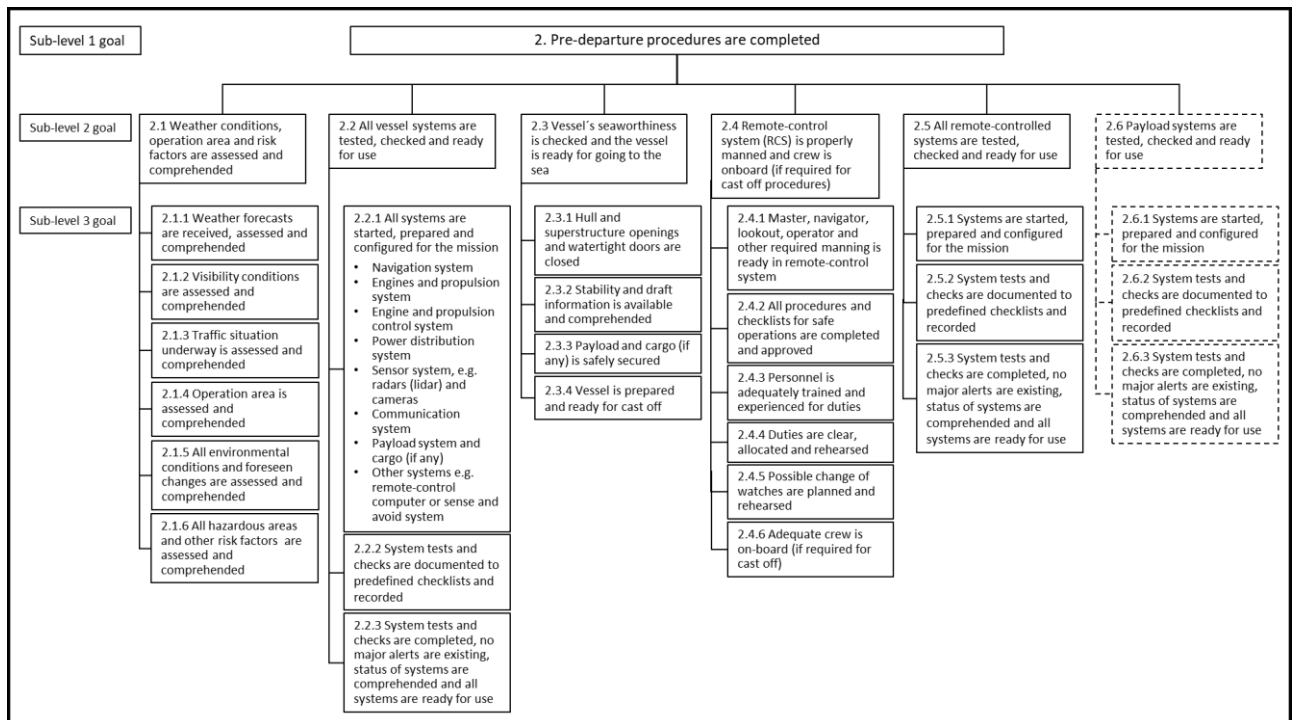 Sub-level 1 goal
2. Pre-departure procedures are completed
Sub-level 2 goal
2.1 Weather conditions,
operation area and risk
factors are assessed and
comprehended
2.2 All vessel systems are
tested, checked and ready
for use
2.3 Vessel´s seaworthiness
is checked and the vessel
is ready for going to the
sea
2.4 Remote-control
system (RCS) is properly
manned and crew is
onboard (if required for
cast off procedures)
2.5 All remote-controlled
systems are tested,
checked and ready for use
2.6 Payload systems are
tested, checked and ready
for use
Sub-level 3 goal
2.1.1 Weather forecasts
are received, assessed and
comprehended
2.1.2 Visibility conditions
are assessed and
comprehended
2.1.3 Traffic situation
underway is assessed and
comprehended
2.1.4 Operation area is
assessed and
comprehended
2.1.5 All environmental
conditions and foreseen
changes are assessed and
comprehended
2.1.6 All hazardous areas
and other risk factors are
assessed and
comprehended
2.2.1 All systems are
started, prepared and
configured for the mission
• Navigation system
• Engines and propulsion
system
• Engine and propulsion
control system
• Power distribution
system
• Sensor system, e.g.
radars (lidar) and
cameras
• Communication
system
• Payload system and
cargo (if any)
• Other systems e.g.
remote-control
computer or sense and
avoid system
2.2.2 System tests and
checks are documented to
predefined checklists and
recorded
2.2.3 System tests and
checks are completed, no
major alerts are existing,
status of systems are
comprehended and all
systems are ready for use
2.3.1 Hull and
superstructure openings
and watertight doors are
closed
2.3.2 Stability and draft
information is available
and comprehended
2.3.3 Payload and cargo (if
any) is safely secured
2.3.4 Vessel is prepared
and ready for cast off
2.4.1 Master, navigator,
lookout, operator and
other required manning is
ready in remote-control
system
2.4.2 All procedures and
checklists for safe
operations are completed
and approved
2.4.3 Personnel is
adequately trained and
experienced for duties
2.4.4 Duties are clear,
allocated and rehearsed
2.4.5 Possible change of
watches are planned and
rehearsed
2.4.6 Adequate crew is
on-board (if required for
cast off)
2.5.1 Systems are started,
prepared and configured
for the mission
2.5.2 System tests and
checks are documented to
predefined checklists and
recorded
2.5.3 System tests and
checks are completed, no
major alerts are existing,
status of systems are
comprehended and all
systems are ready for use
2.6.1 Systems are started,
prepared and configured
for the mission
2.6.2 System tests and
checks are documented to
predefined checklists and
recorded
2.6.3 System tests and
checks are completed, no
major alerts are existing,
status of systems are
comprehended and all
systems are ready for use